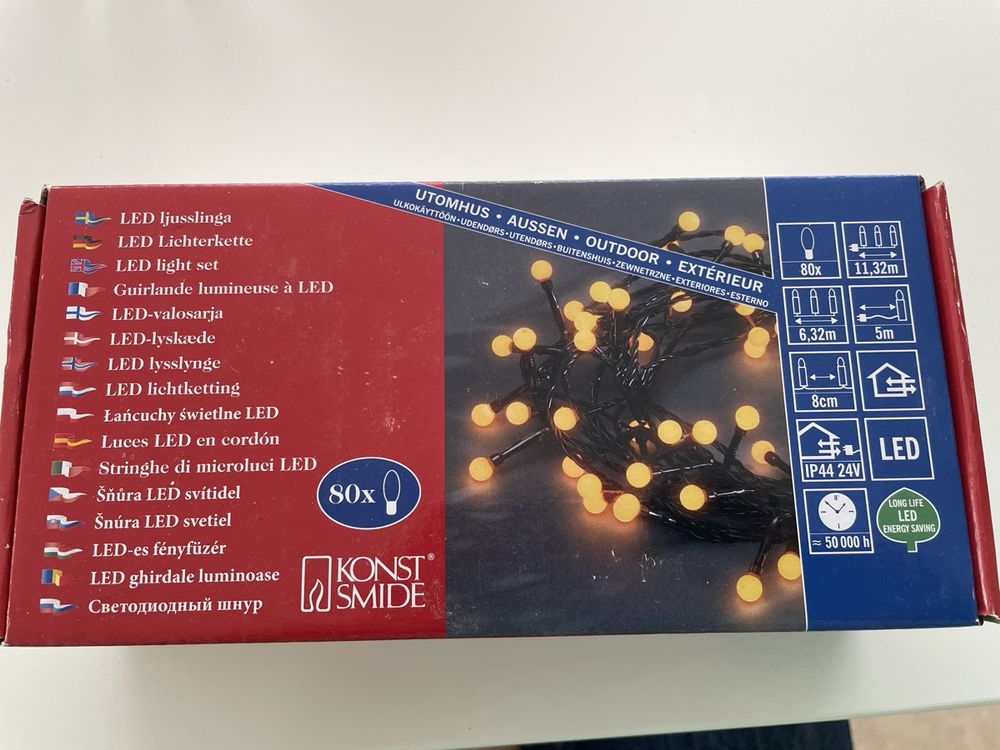 LED ljusslinga
LED Lichterkette
LED light set
Guirlande lumineuse à LED
LED-valosarja
LED-lyskæde
LED lysslynge
LED lichtketting
Łańcuchy świetlne LED
Luces LED en cordón
Stringhe di microluci LED
Šňůra LED svítidel
Šnúra LED svetiel
LED-es fényfüzér
LED ghirdale luminoase
Светодиодный шнур
80x
KONST
SMIDE®
UTOMHUS • AUSSEN • OUTDOOR • EXTÉRIEUR
ULKOKÄYTTÖÖN•UDENDØRS•UTENDØRS•BUITENSHUIS•ZEWNETRZNE•EXTERIORES•ESTERNO
80x
11,32m
6,32m
5m
8cm
IP44 24V
LED
≈ 50 000 h
LONG LIFE
LED
ENERGY SAVING